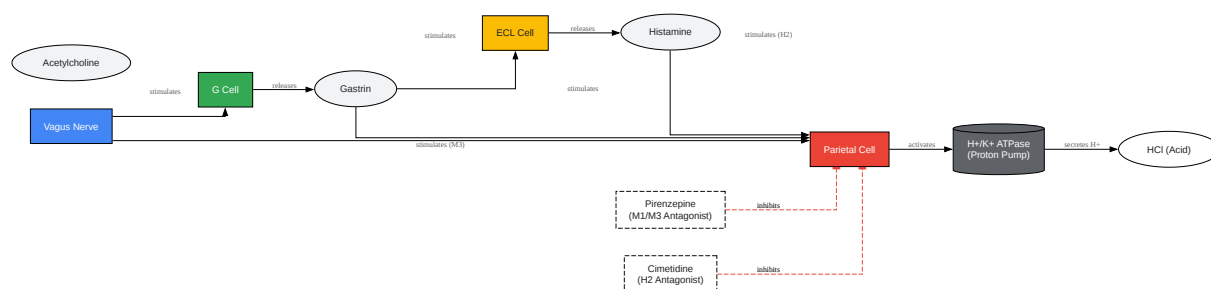 ECL Cell
releases
Histamine
stimulates
stimulates (H2)
Acetylcholine
stimulates
G Cell
releases
Gastrin
stimulates
Vagus Nerve
stimulates (M3)
Parietal Cell
activates
H+/K+ ATPase
(Proton Pump)
secretes H+
HCl (Acid)
Pirenzepine
(M1/M3 Antagonist)
inhibits
Cimetidine
(H2 Antagonist)
inhibits